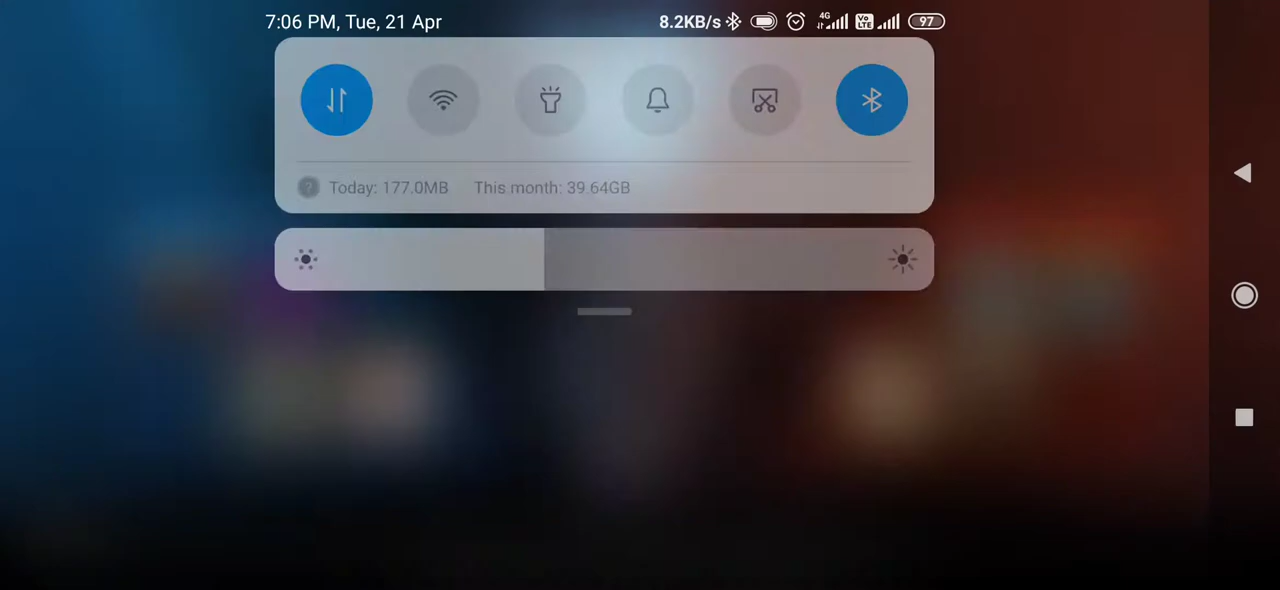 7:06 PM, Tue, 21 Apr 8.2KB/s 4G Vo LTE 97
? Today: 177.0MB This month: 39.64GB